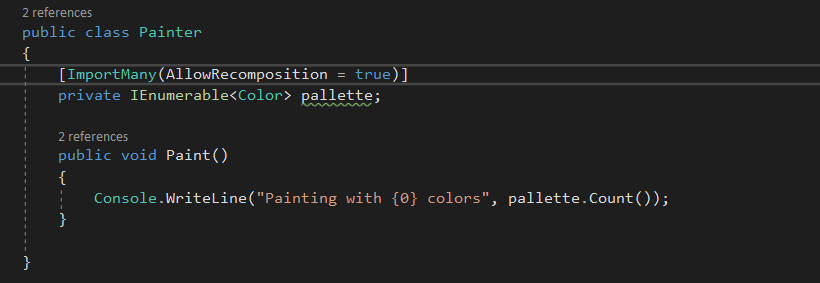 2 references
public class Painter
{
[ImportMany(AllowRecomposition = true)]
private IEnumerable<Color> pallette;
2 references
public void Paint()
{
Console.WriteLine("Painting with {0} colors", pallette.Count());
}
}